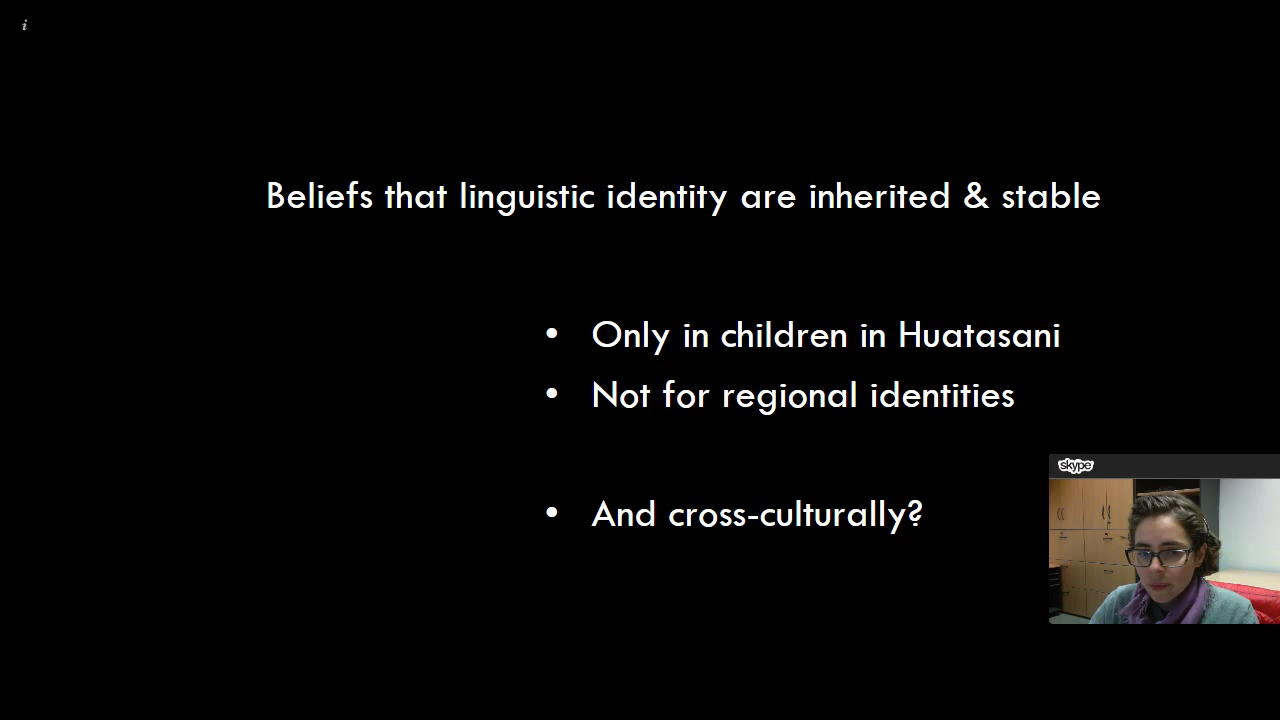 i
Beliefs that linguistic identity are inherited & stable
• Only in children in Huatasani
• Not for regional identities
• And cross-culturally?
skype